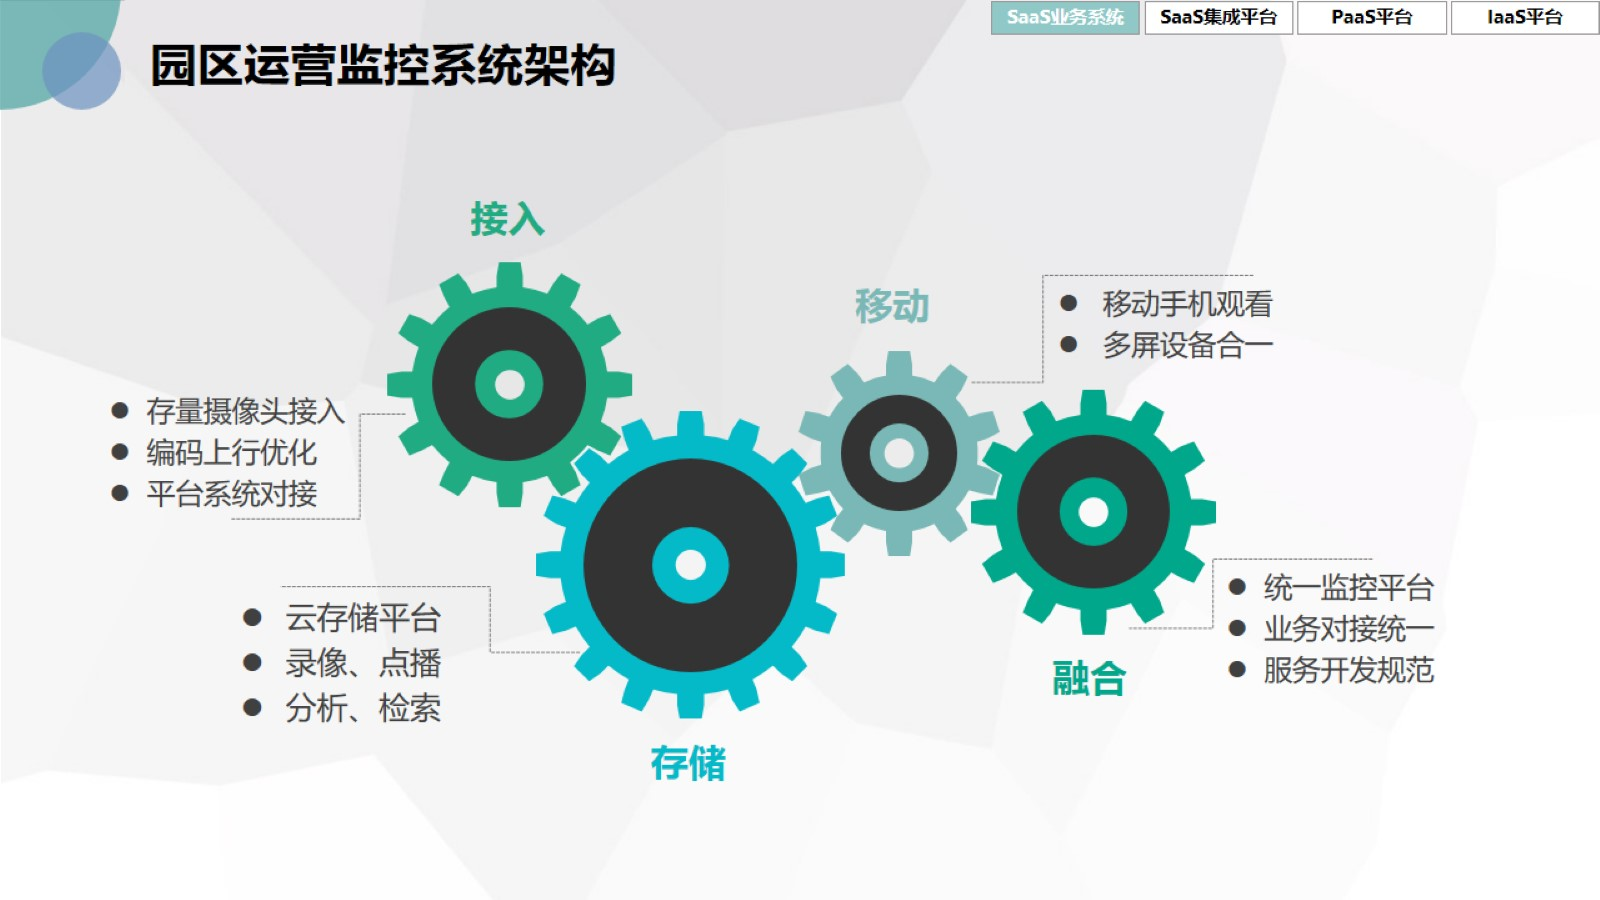 SaaS业务系统
SaaS集成平台
PaaS平台
IaaS平台
园区运营监控系统架构
接入
存量摄像头接入
编码上行优化
平台系统对接
移动
移动手机观看
多屏设备合一
云存储平台
录像、点播
分析、检索
存储
统一监控平台
业务对接统一
服务开发规范
融合